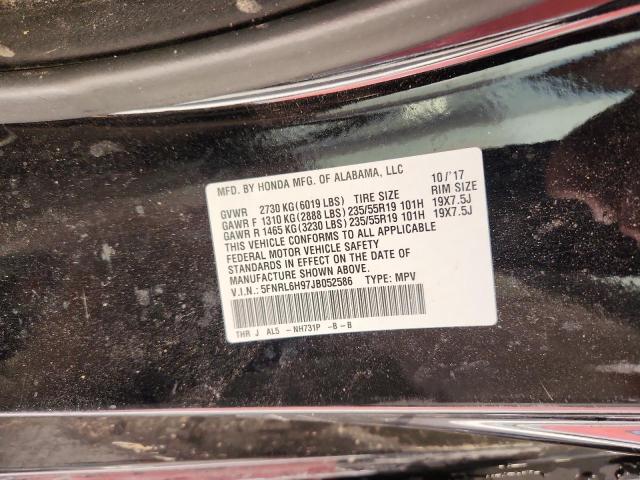 MFD. BY HONDA MFG. OF ALABAMA, LLC 10/'17
GVWR 2730 KG(6019 LBS) TIRE SIZE RIM SIZE
GAWR F 1310 KG(2888 LBS)235/55R19 101H 19X7.5J
GAWR R 1465 KG(3230 LBS)235/55R19 101H 19X7.5J
THIS VEHICLE CONFORMS TO ALL APPLICABLE
FEDERAL MOTOR VEHICLE SAFETY
STANDARDS IN EFFECT ON THE DATE OF
MANUFACTURE SHOWN ABOVE.
V.I.N.: 5FNRL6H97JB052586 TYPE: MPV
THR J AL5 -NH731P -B -B